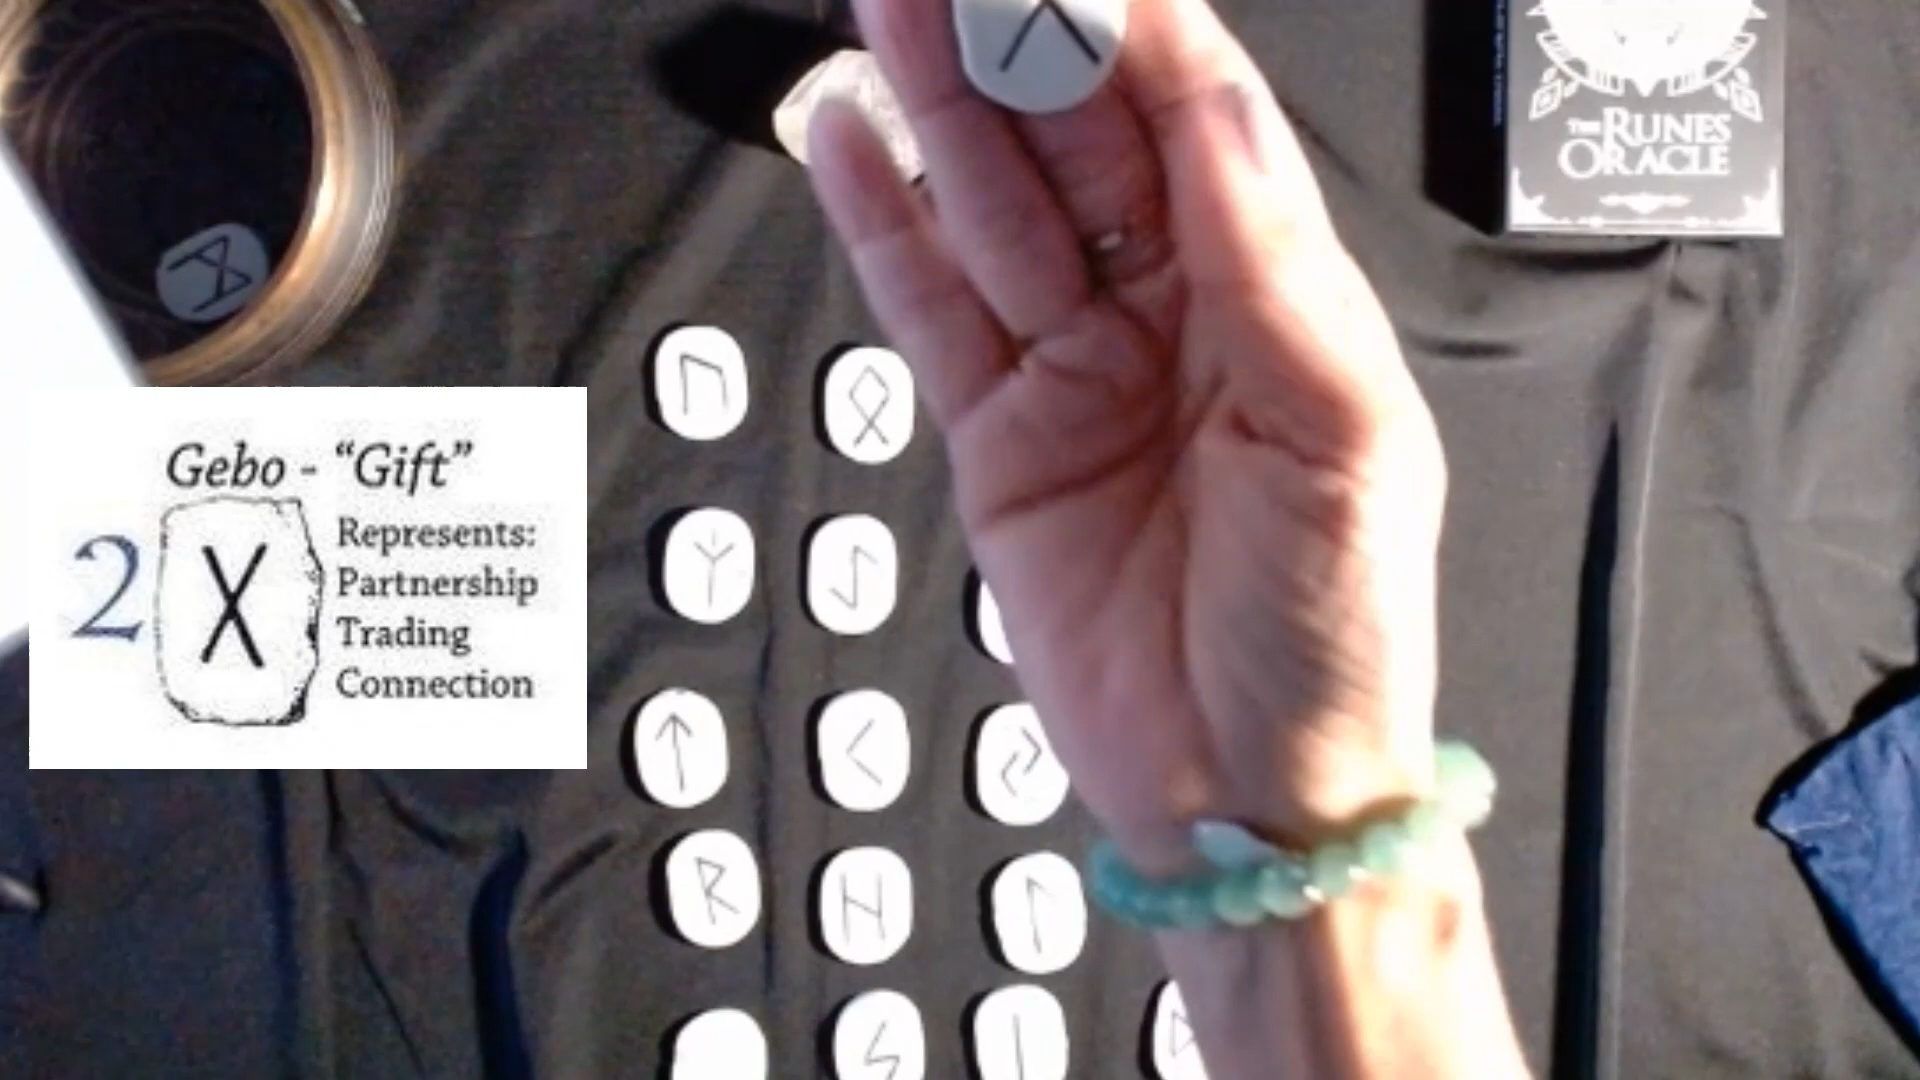 THE RUNES
ORACLE
Gebo - “Gift”
2
ᚷ
Represents:
Partnership
Trading
Connection
ᚢ ᛟ
ᛉ ᛇ
ᛏ ᚲ ᛃ
ᚱ ᚺ ᛚ
ᛊ ᛁ